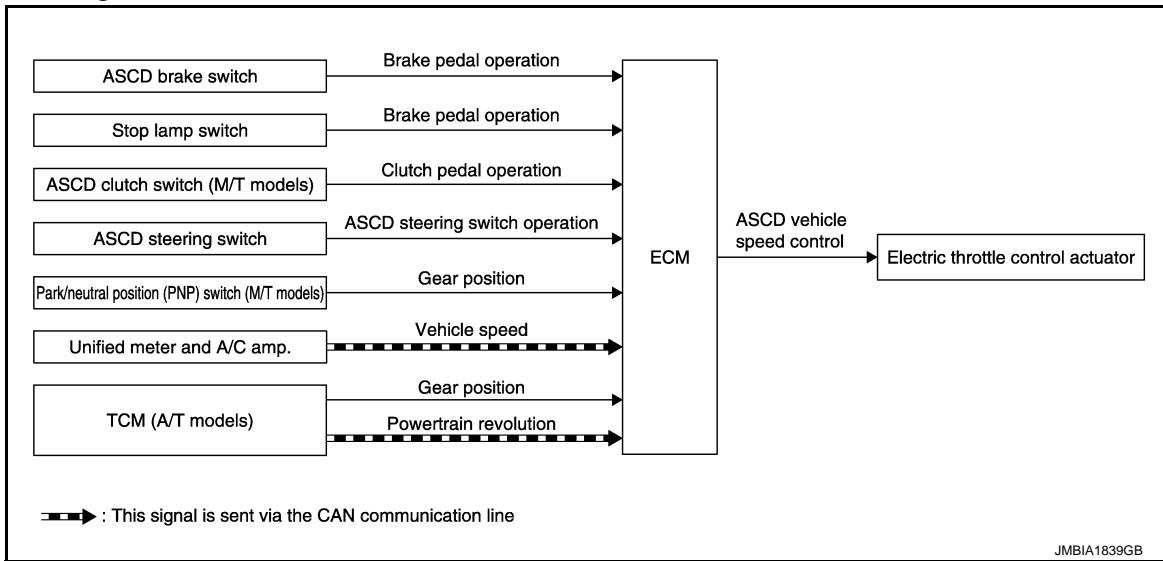 ASCD brake switch
Brake pedal operation
Stop lamp switch
Brake pedal operation
ASCD clutch switch (M/T models)
Clutch pedal operation
ASCD steering switch
ASCD steering switch operation
Park/neutral position (PNP) switch (M/T models)
Gear position
Unified meter and A/C amp.
Vehicle speed
TCM (A/T models)
Gear position
Powertrain revolution
ECM
ASCD vehicle
speed control
Electric throttle control actuator
: This signal is sent via the CAN communication line
JMBIA1839GB